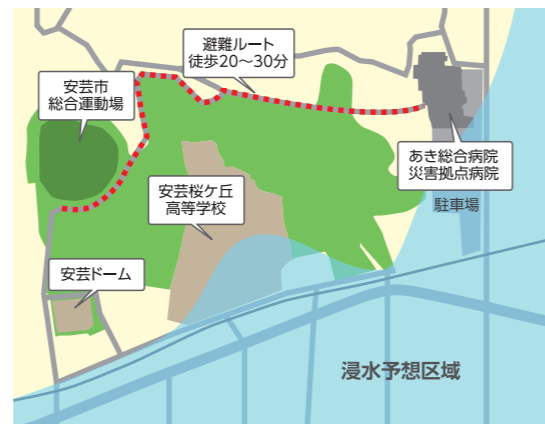 避難ルート
徒歩20〜30分
安芸市
総合運動場
あき総合病院
災害拠点病院
駐車場
安芸桜ケ丘
高等学校
安芸ドーム
浸水予想区域